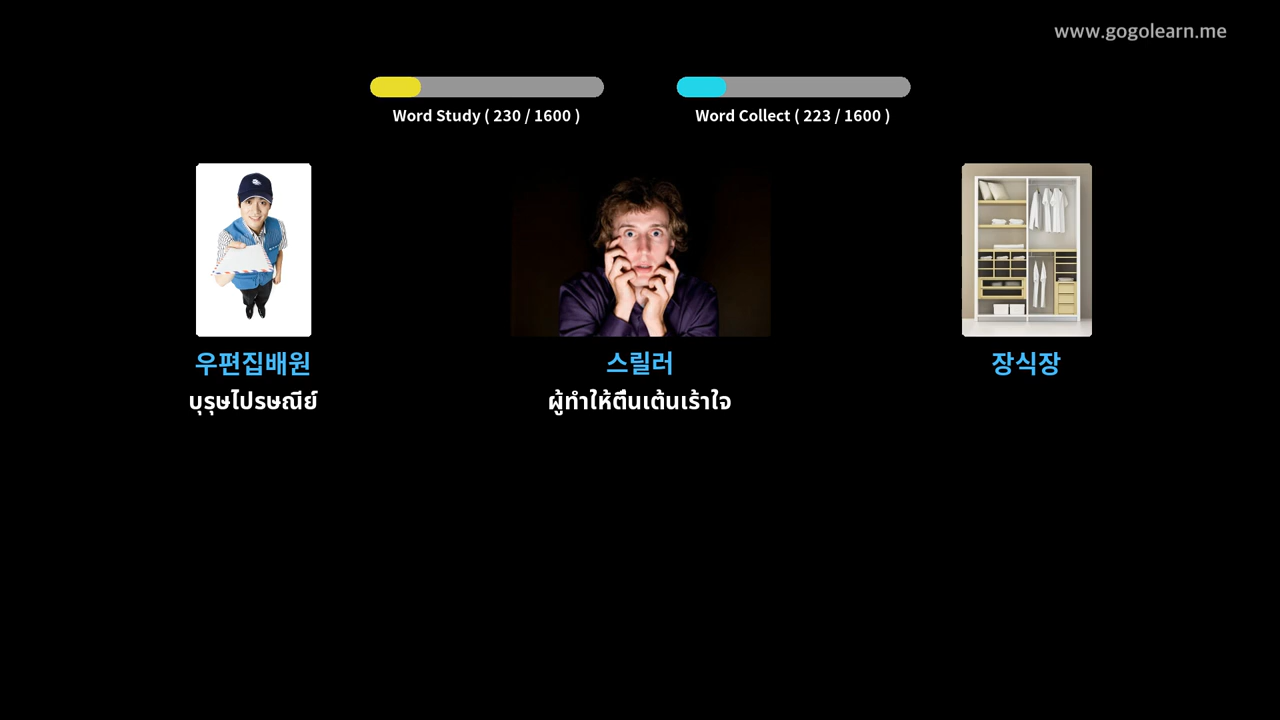 www.gogolearn.me
Word Study ( 230 / 1600 )
Word Collect ( 223 / 1600 )
우편집배원
บุรุษไปรษณีย์
스릴러
ผู้ทำให้ตื่นเต้นเร้าใจ
장식장